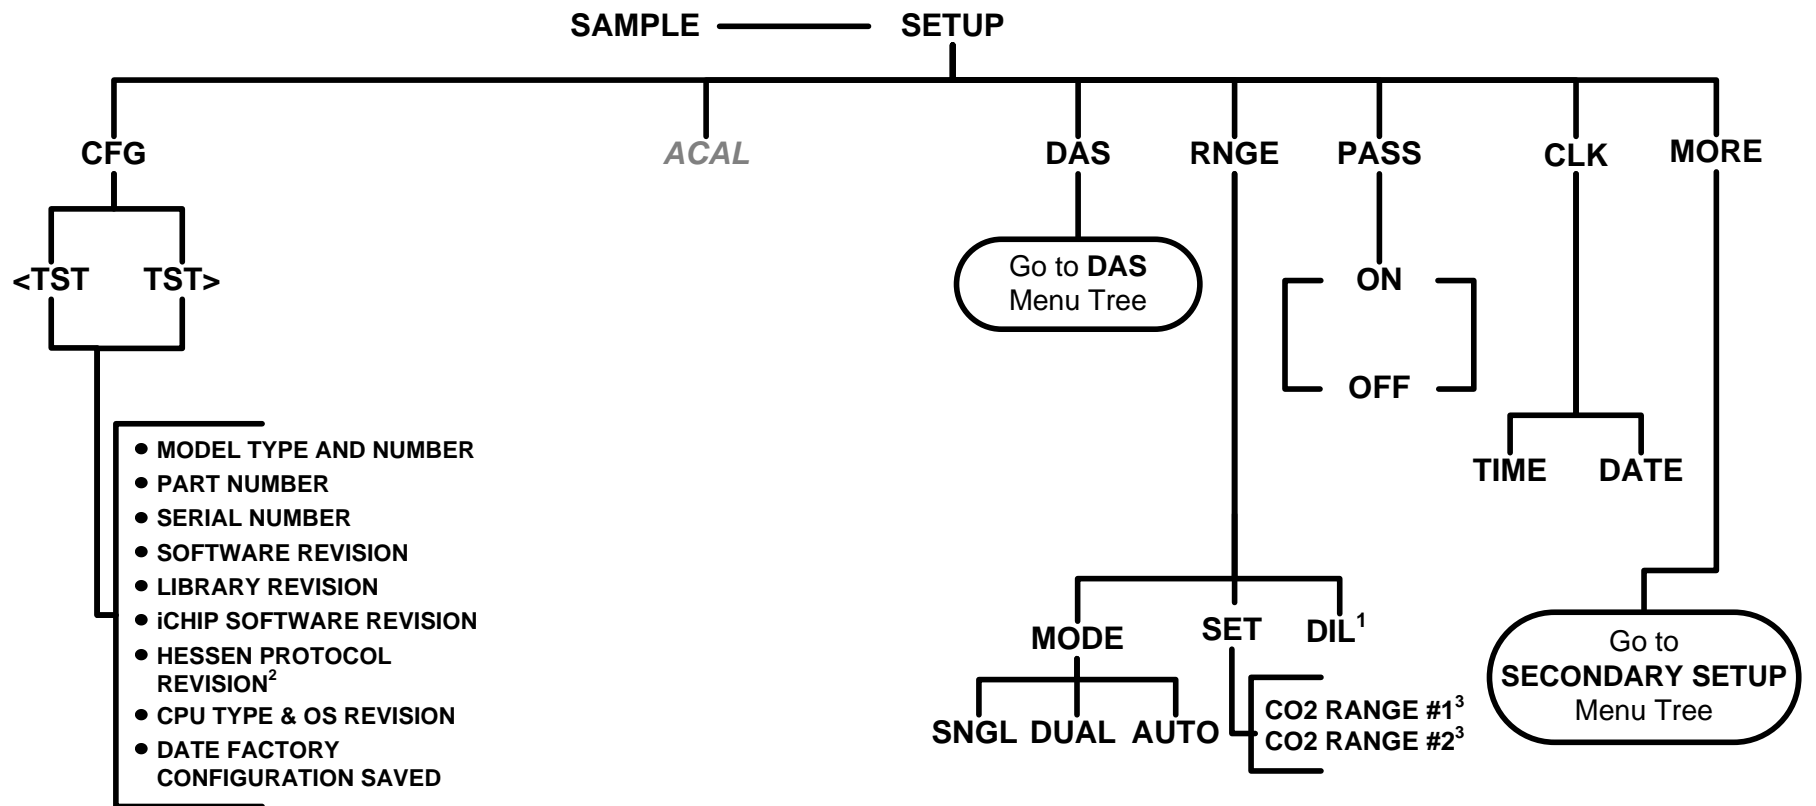 SAMPLE SETUP
CFG ACAL DAS RNGE PASS CLK MORE
<TST TST>
Go to DAS
Menu Tree
ON
OFF
MODEL TYPE AND NUMBER
PART NUMBER
SERIAL NUMBER
SOFTWARE REVISION
LIBRARY REVISION
iCHIP SOFTWARE REVISION
HESSEN PROTOCOL
REVISION²
CPU TYPE & OS REVISION
DATE FACTORY
CONFIGURATION SAVED
MODE SET DIL¹
SNGL DUAL AUTO
CO2 RANGE #1³
CO2 RANGE #2³
TIME DATE
Go to
SECONDARY SETUP
Menu Tree